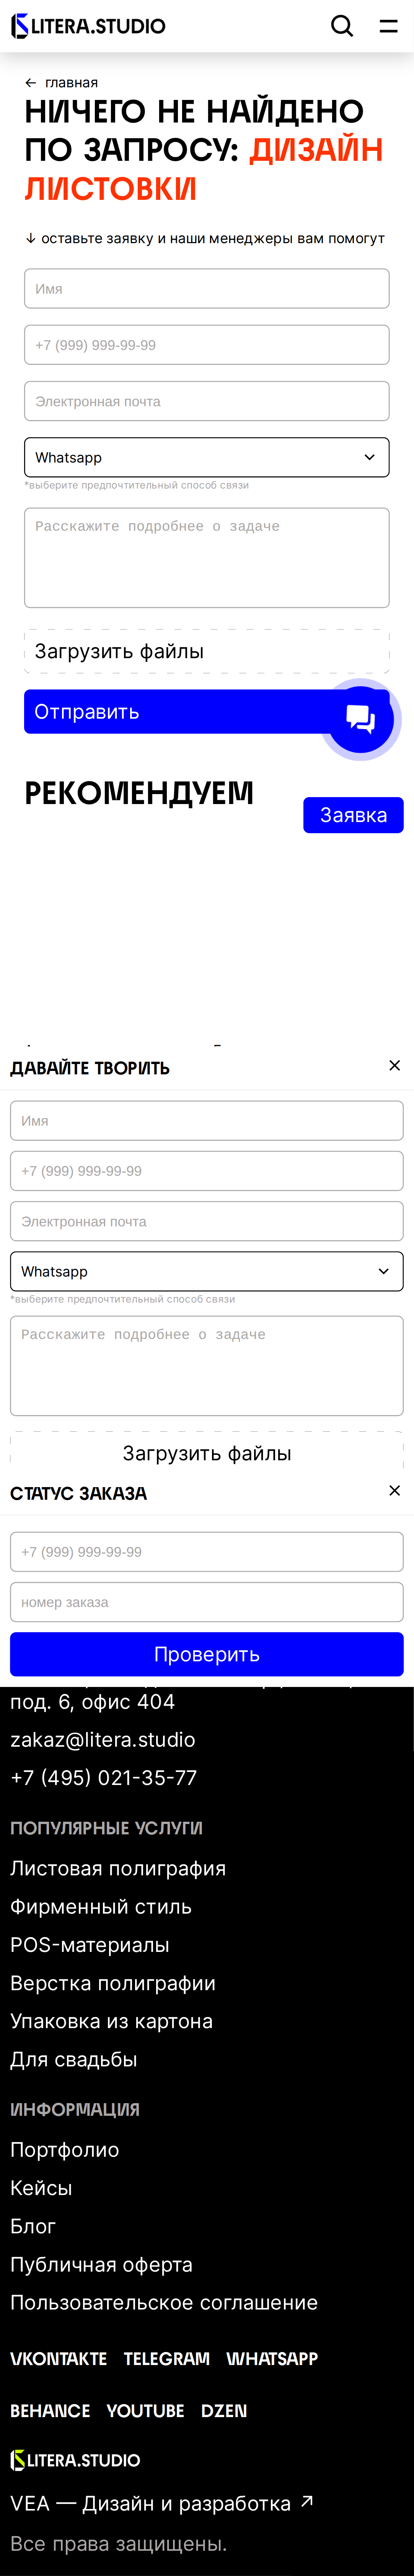 LITERA.STUDIO
← главная
НИЧЕГО НЕ НАЙДЕНО
ПО ЗАПРОСУ: ДИЗАЙН
ЛИСТОВКИ
↓ оставьте заявку и наши менеджеры вам помогут
Имя
+7 (999) 999-99-99
Электронная почта
Whatsapp
*выберите предпочтительный способ связи
Расскажите подробнее о задаче
Загрузить файлы
Отправить
РЕКОМЕНДУЕМ
Заявка
ДАВАЙТЕ ТВОРИТЬ
Имя
+7 (999) 999-99-99
Электронная почта
Whatsapp
*выберите предпочтительный способ связи
Расскажите подробнее о задаче
Загрузить файлы
СТАТУС ЗАКАЗА
+7 (999) 999-99-99
номер заказа
Проверить
под. 6, офис 404
zakaz@litera.studio
+7 (495) 021-35-77
ПОПУЛЯРНЫЕ УСЛУГИ
Листовая полиграфия
Фирменный стиль
POS-материалы
Верстка полиграфии
Упаковка из картона
Для свадьбы
ИНФОРМАЦИЯ
Портфолио
Кейсы
Блог
Публичная оферта
Пользовательское соглашение
VKONTAKTE TELEGRAM WHATSAPP
BEHANCE YOUTUBE DZEN
LITERA.STUDIO
VEA — Дизайн и разработка ↗
Все права защищены.